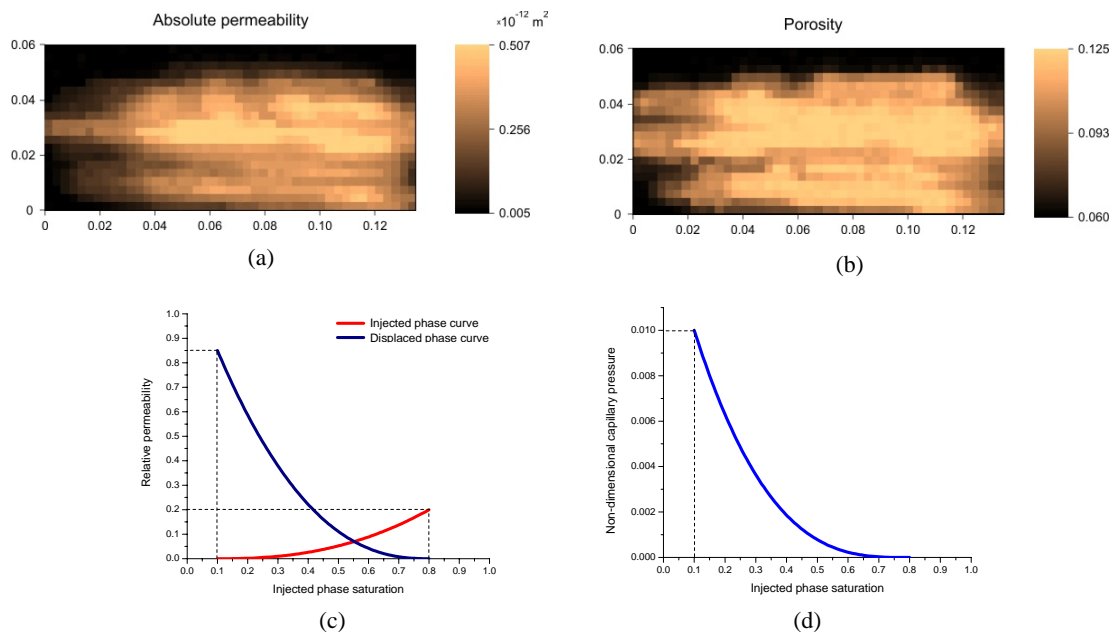 Absolute permeability
×10⁻¹² m²
0.06
0.04
0.02
0
0 0.02 0.04 0.06 0.08 0.10 0.12
0.507
0.256
0.005
(a)
Porosity
0.06
0.04
0.02
0
0 0.02 0.04 0.06 0.08 0.10 0.12
0.125
0.093
0.060
(b)
Injected phase curve
Displaced phase curve
Relative permeability
1.0
0.9
0.8
0.7
0.6
0.5
0.4
0.3
0.2
0.1
0.0
0.0 0.1 0.2 0.3 0.4 0.5 0.6 0.7 0.8 0.9 1.0
Injected phase saturation
(c)
Non-dimensional capillary pressure
0.010
0.008
0.006
0.004
0.002
0.000
0.0 0.1 0.2 0.3 0.4 0.5 0.6 0.7 0.8 0.9 1.0
Injected phase saturation
(d)